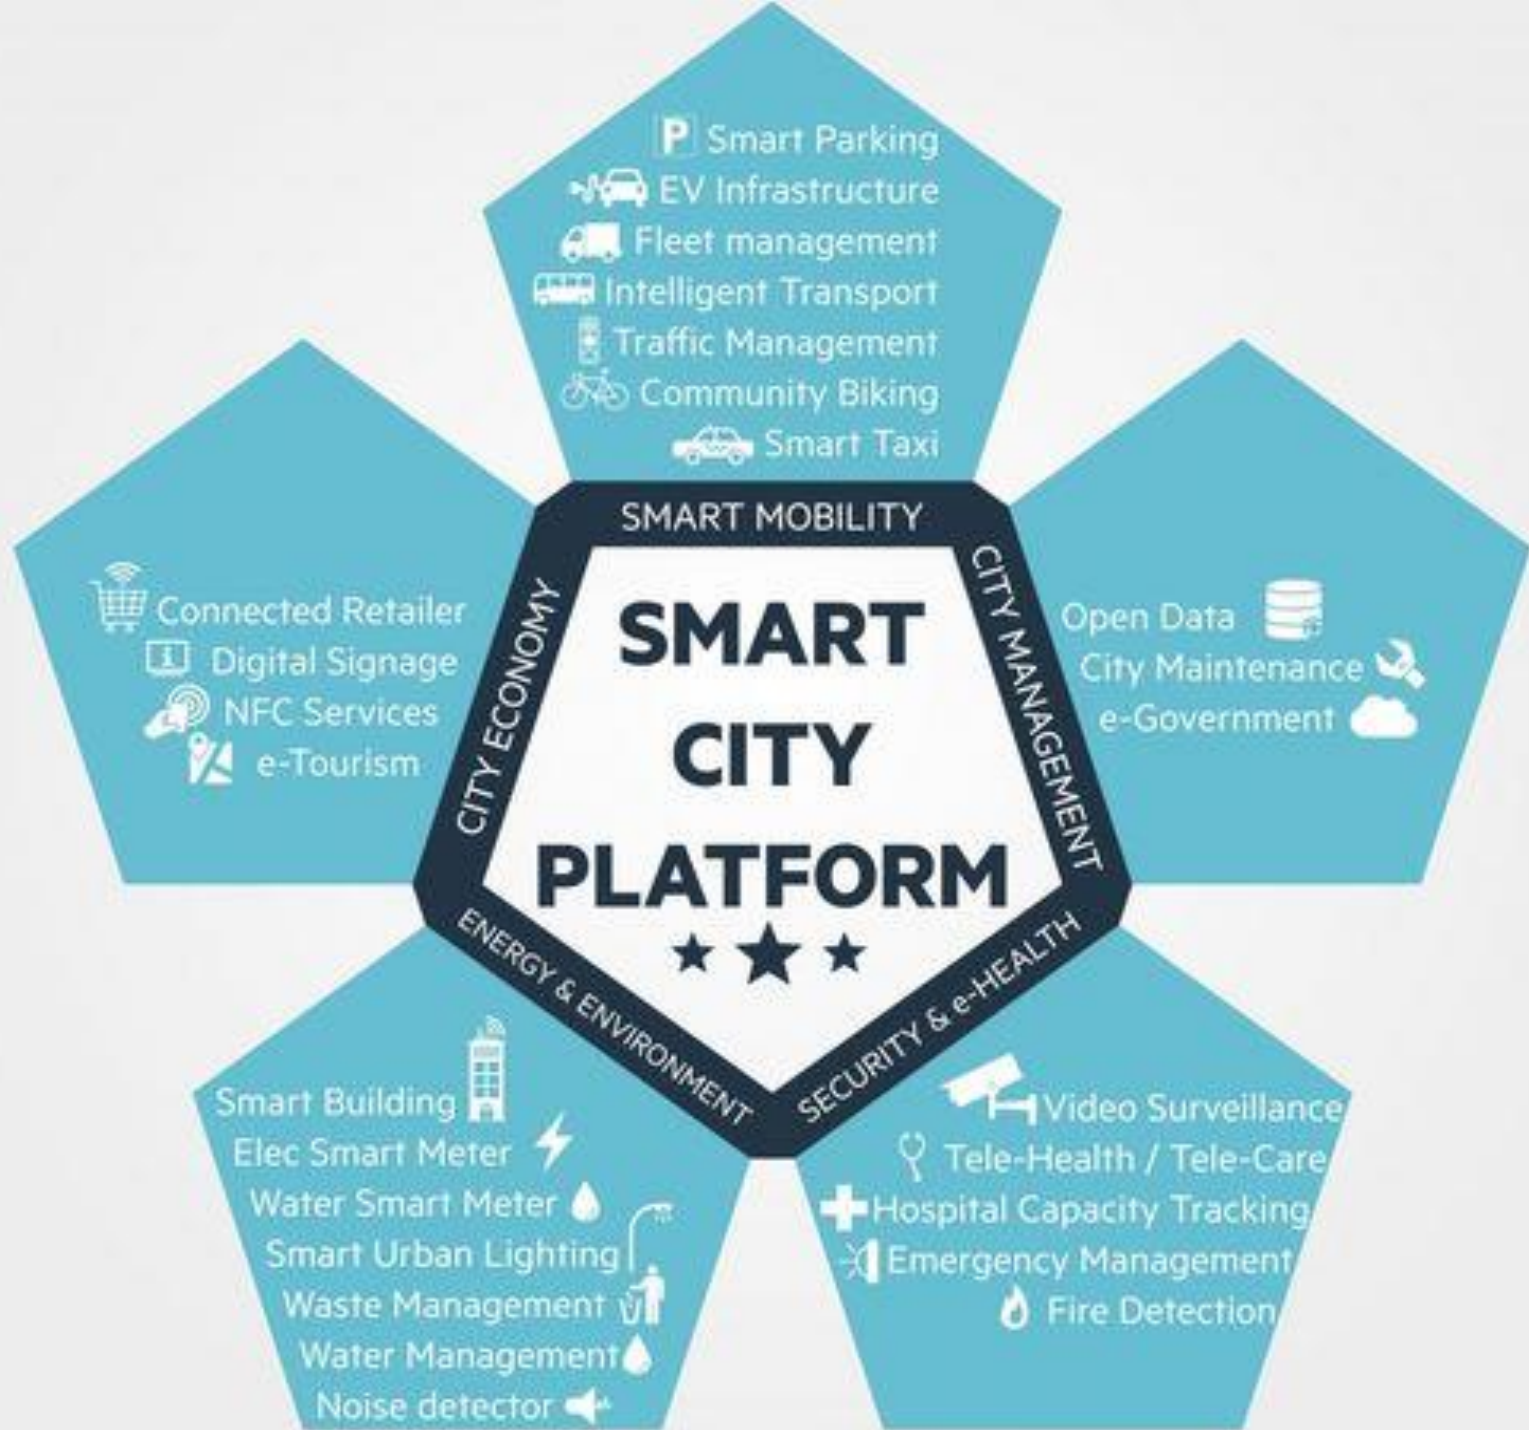 P Smart Parking
EV Infrastructure
Fleet management
Intelligent Transport
Traffic Management
Community Biking
Smart Taxi
SMART MOBILITY
Connected Retailer
Digital Signage
NFC Services
e-Tourism
CITY ECONOMY
SMART
CITY
PLATFORM
CITY MANAGEMENT
Open Data
City Maintenance
e-Government
ENERGY & ENVIRONMENT
Smart Building
Elec Smart Meter
Water Smart Meter
Smart Urban Lighting
Waste Management
Water Management
Noise detector
SECURITY & e-HEALTH
Video Surveillance
Tele-Health / Tele-Care
Hospital Capacity Tracking
Emergency Management
Fire Detection